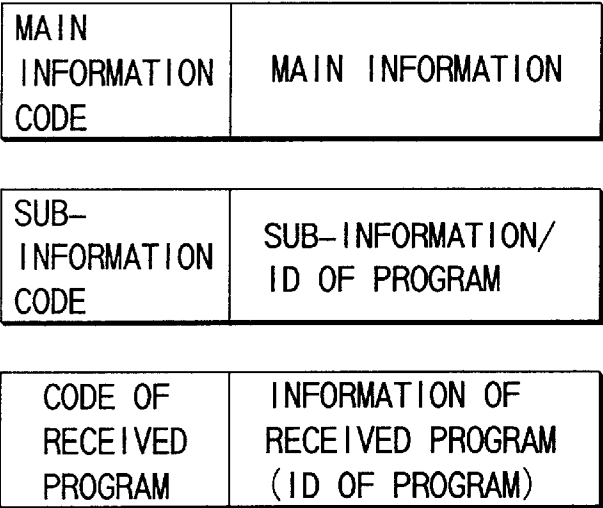 MAIN
INFORMATION
CODE
MAIN INFORMATION
SUB-
INFORMATION
CODE
SUB-INFORMATION/
ID OF PROGRAM
CODE OF
RECEIVED
PROGRAM
INFORMATION OF
RECEIVED PROGRAM
(ID OF PROGRAM)